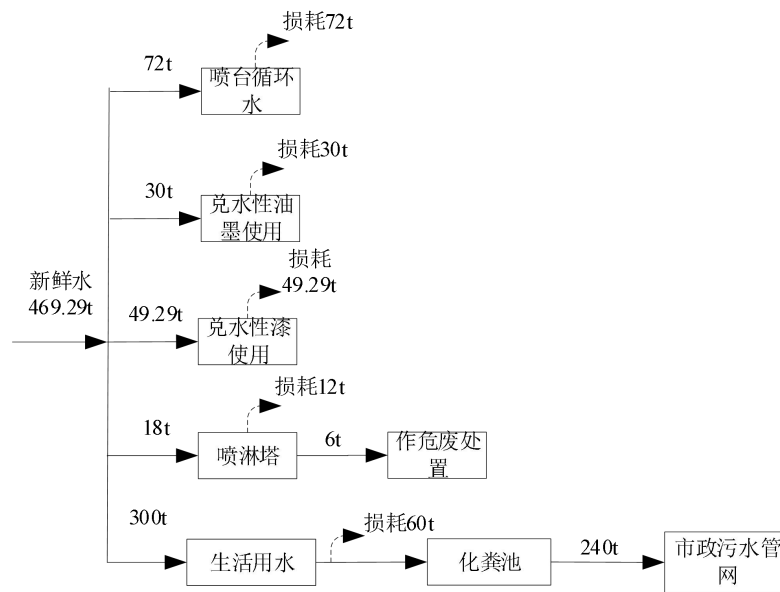 损耗72t
72t
喷台循环
水
损耗30t
30t
兑水性油
墨使用
损耗
49.29t
新鲜水
469.29t
49.29t
兑水性漆
使用
损耗12t
18t
喷淋塔
6t
作危废处
置
300t
损耗60t
生活用水
化粪池
240t
市政污水管
网